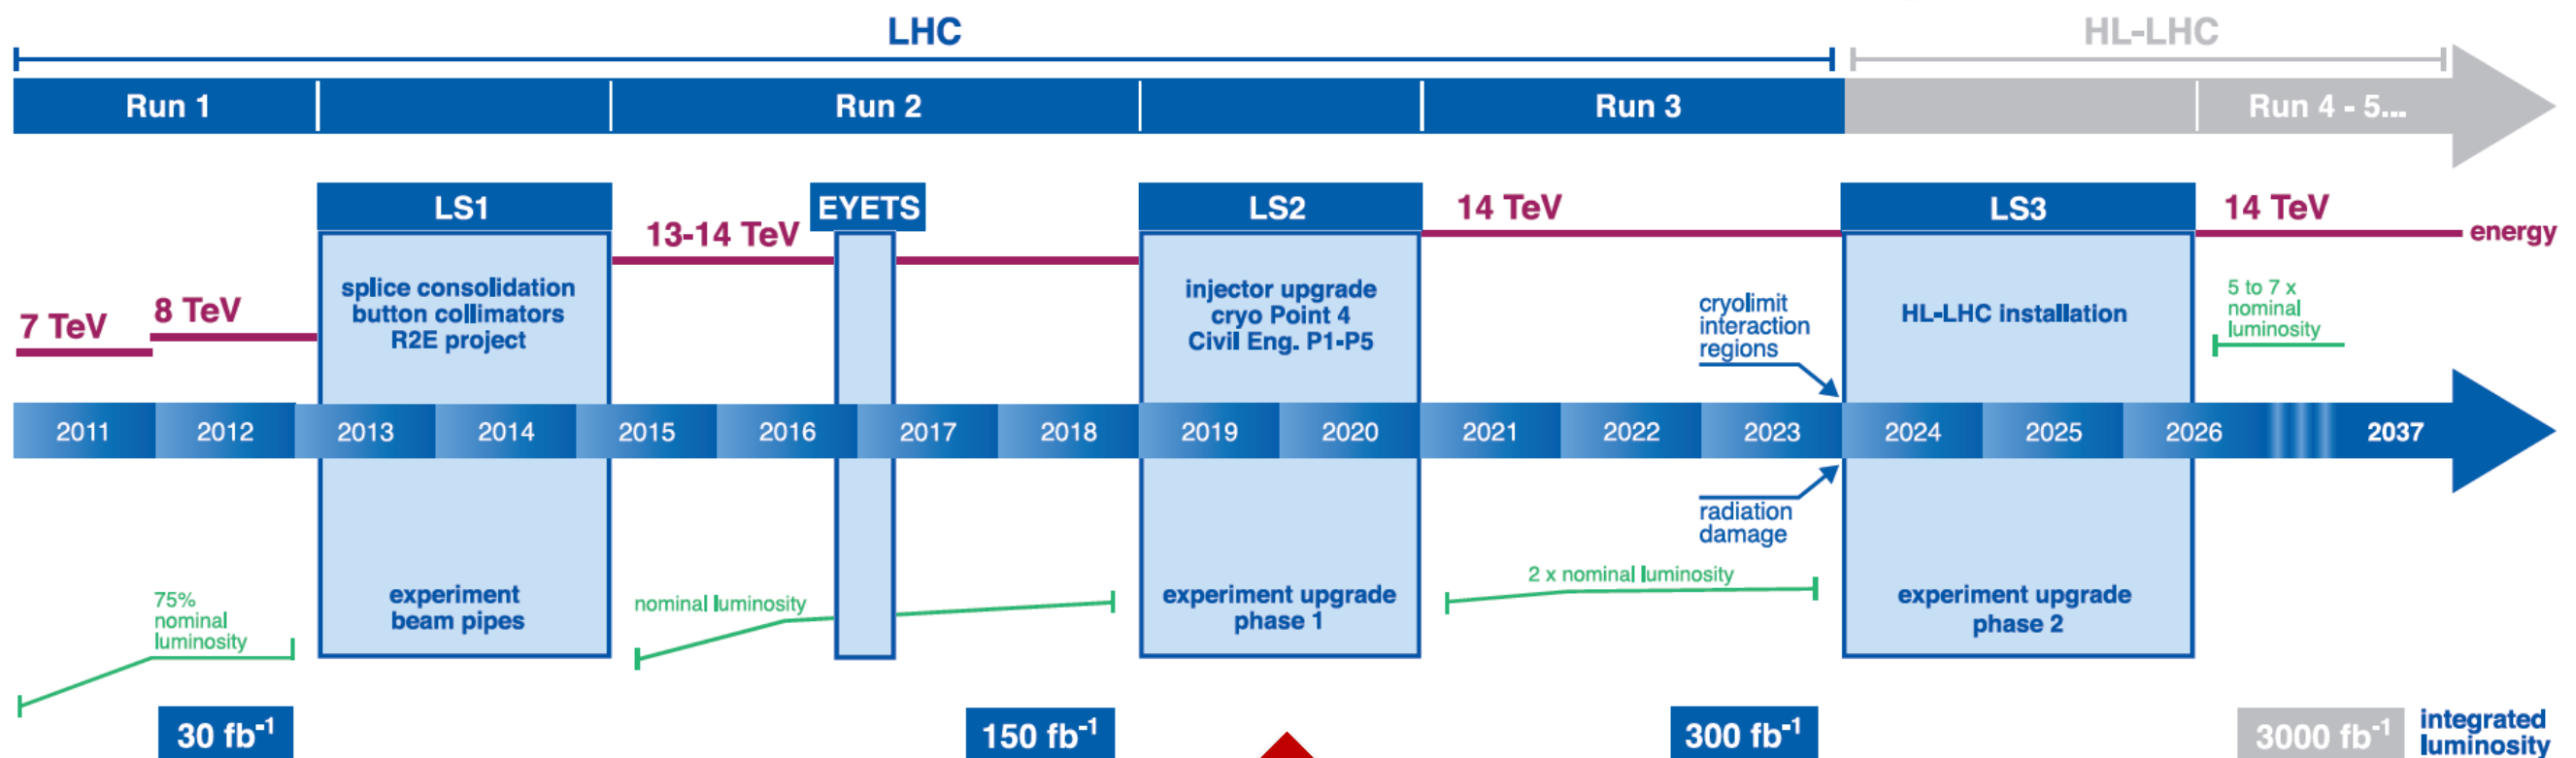 LHC
HL-LHC
Run 1
Run 2
Run 3
Run 4 - 5...
LS1
EYETS
LS2
14 TeV
LS3
14 TeV
13-14 TeV
energy
splice consolidation
button collimators
R2E project
injector upgrade
cryo Point 4
Civil Eng. P1-P5
cryolimit
interaction
regions
HL-LHC installation
5 to 7 x
nominal
luminosity
7 TeV
8 TeV
2011
2012
2013
2014
2015
2016
2017
2018
2019
2020
2021
2022
2023
2024
2025
2026
2037
radiation
damage
75%
nominal
luminosity
experiment
beam pipes
nominal luminosity
experiment upgrade
phase 1
2 x nominal luminosity
experiment upgrade
phase 2
30 fb⁻¹
150 fb⁻¹
300 fb⁻¹
3000 fb⁻¹
integrated
luminosity